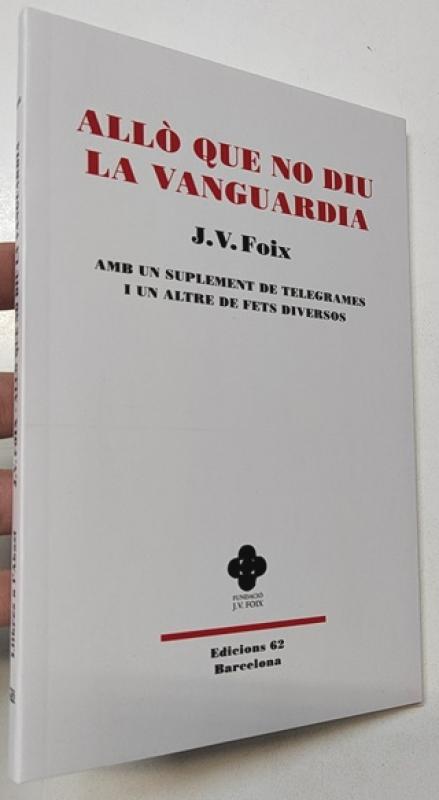 ALLÒ QUE NO DIU
LA VANGUARDIA
J.V. Foix
AMB UN SUPLEMENT DE TELEGRAMES
I UN ALTRE DE FETS DIVERSOS
FUNDACIÓ
J.V. FOIX
Edicions 62
Barcelona